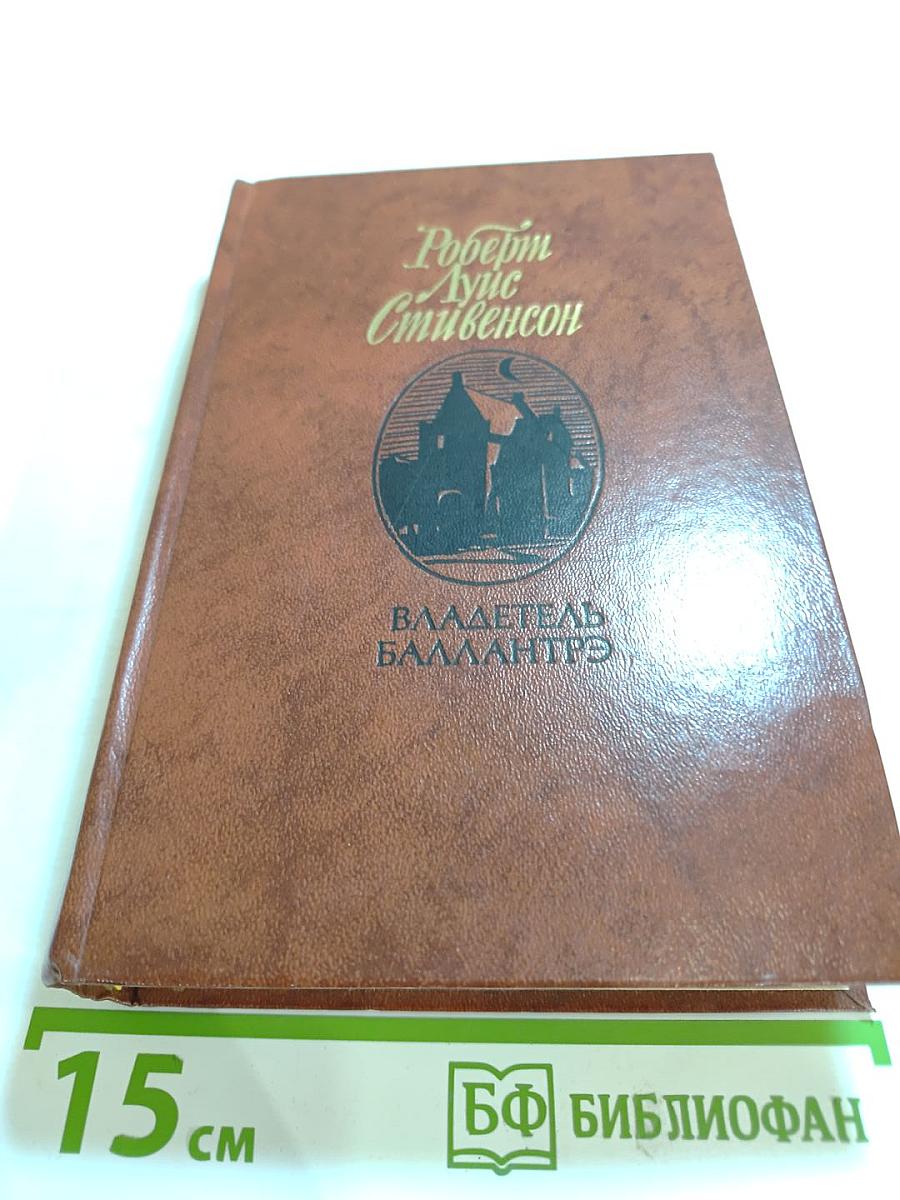 Роберт
Луис
Стивенсон
ВЛАДЕТЕЛЬ
БАЛЛАНТРЭ
15 см
БФ БИБЛИОФАН